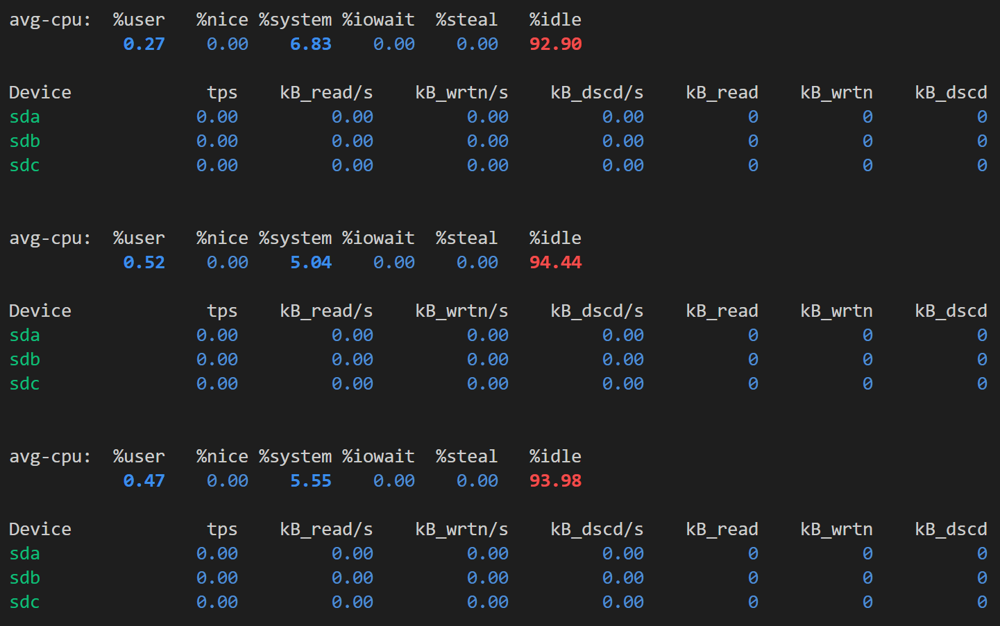 avg-cpu:  %user   %nice %system %iowait  %steal   %idle
           0.27    0.00    6.83    0.00    0.00   92.90
Device             tps    kB_read/s    kB_wrtn/s    kB_dscd/s    kB_read    kB_wrtn    kB_dscd
sda               0.00         0.00         0.00         0.00          0          0          0
sdb               0.00         0.00         0.00         0.00          0          0          0
sdc               0.00         0.00         0.00         0.00          0          0          0
avg-cpu:  %user   %nice %system %iowait  %steal   %idle
           0.52    0.00    5.04    0.00    0.00   94.44
Device             tps    kB_read/s    kB_wrtn/s    kB_dscd/s    kB_read    kB_wrtn    kB_dscd
sda               0.00         0.00         0.00         0.00          0          0          0
sdb               0.00         0.00         0.00         0.00          0          0          0
sdc               0.00         0.00         0.00         0.00          0          0          0
avg-cpu:  %user   %nice %system %iowait  %steal   %idle
           0.47    0.00    5.55    0.00    0.00   93.98
Device             tps    kB_read/s    kB_wrtn/s    kB_dscd/s    kB_read    kB_wrtn    kB_dscd
sda               0.00         0.00         0.00         0.00          0          0          0
sdb               0.00         0.00         0.00         0.00          0          0          0
sdc               0.00         0.00         0.00         0.00          0          0          0